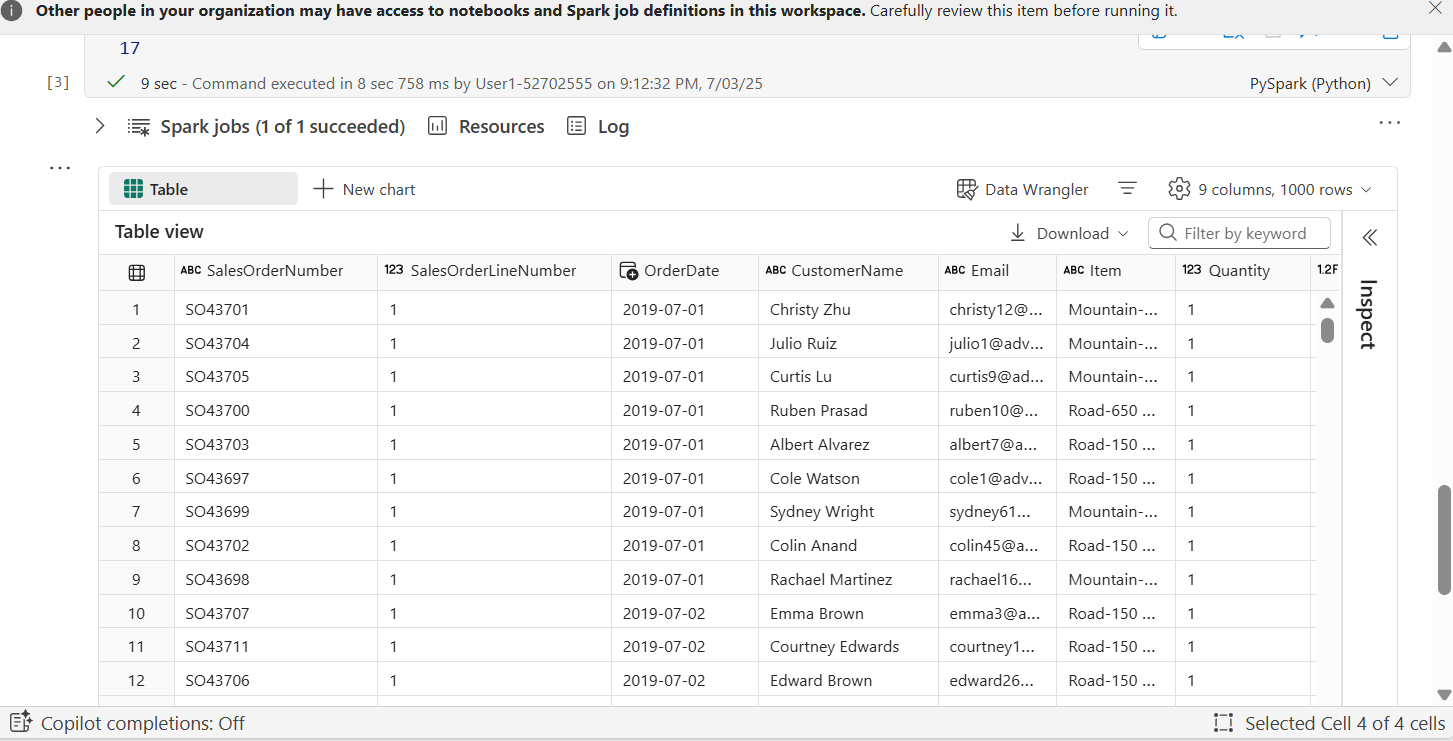 Other people in your organization may have access to notebooks and Spark job definitions in this workspace. Carefully review this item before running it.
17
[3] 9 sec - Command executed in 8 sec 758 ms by User1-52702555 on 9:12:32 PM, 7/03/25 PySpark (Python)
Spark jobs (1 of 1 succeeded) Resources Log
Table New chart Data Wrangler 9 columns, 1000 rows
Table view Download Filter by keyword
ABC SalesOrderNumber 123 SalesOrderLineNumber OrderDate ABC CustomerName ABC Email ABC Item 123 Quantity 1.2F
1 SO43701 1 2019-07-01 Christy Zhu christy12@... Mountain-... 1
2 SO43704 1 2019-07-01 Julio Ruiz julio1@adv... Mountain-... 1
3 SO43705 1 2019-07-01 Curtis Lu curtis9@ad... Mountain-... 1
4 SO43700 1 2019-07-01 Ruben Prasad ruben10@... Road-650 ... 1
5 SO43703 1 2019-07-01 Albert Alvarez albert7@a... Road-150 ... 1
6 SO43697 1 2019-07-01 Cole Watson cole1@adv... Road-150 ... 1
7 SO43699 1 2019-07-01 Sydney Wright sydney61... Mountain-... 1
8 SO43702 1 2019-07-01 Colin Anand colin45@a... Road-150 ... 1
9 SO43698 1 2019-07-01 Rachael Martinez rachael16... Mountain-... 1
10 SO43707 1 2019-07-02 Emma Brown emma3@a... Road-150 ... 1
11 SO43711 1 2019-07-02 Courtney Edwards courtney1... Road-150 ... 1
12 SO43706 1 2019-07-02 Edward Brown edward26... Road-150 ... 1
Inspect
Copilot completions: Off Selected Cell 4 of 4 cells